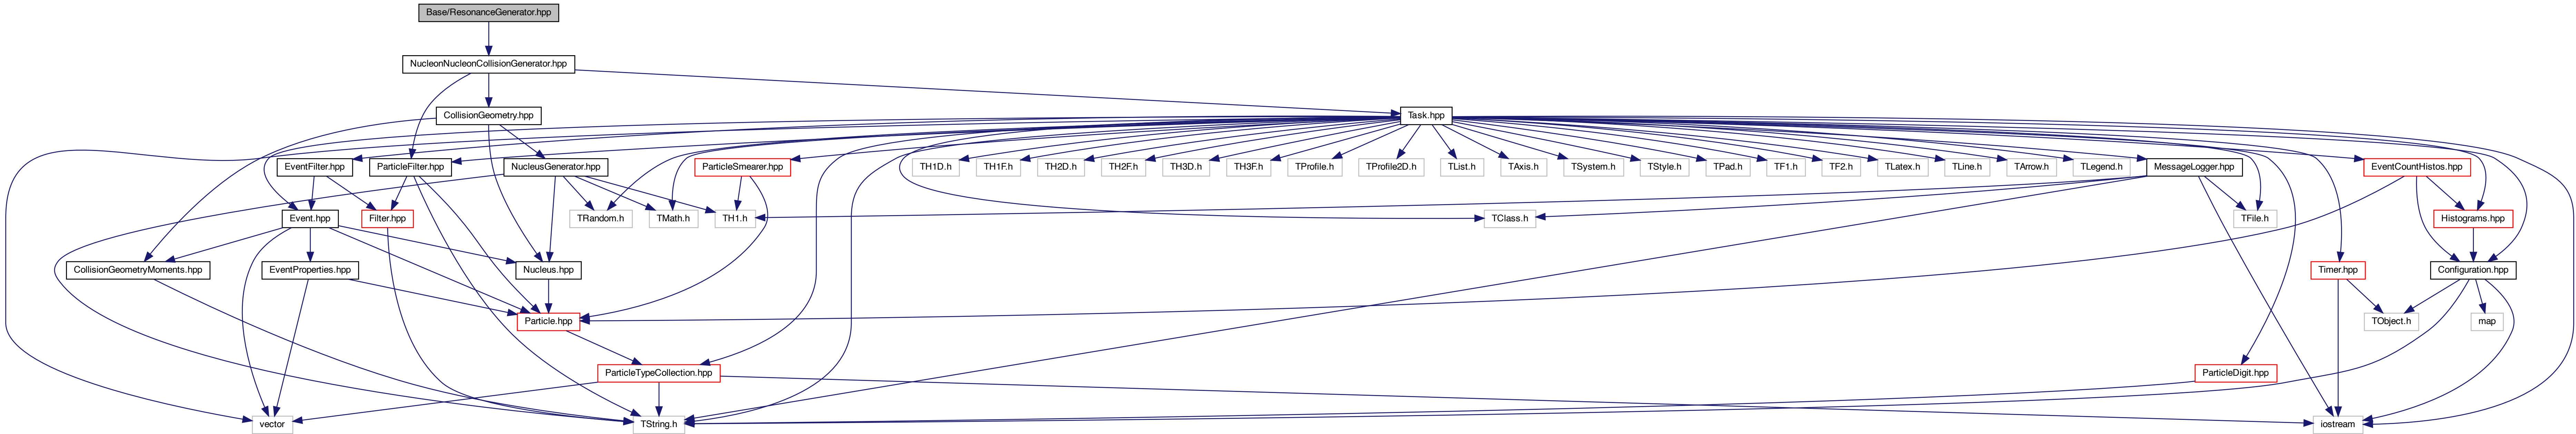 Base/ResonanceGenerator.hpp
NucleonNucleonCollisionGenerator.hpp
CollisionGeometry.hpp
Task.hpp
EventFilter.hpp
ParticleFilter.hpp
NucleusGenerator.hpp
ParticleSmearer.hpp
TH1D.h
TH1F.h
TH2D.h
TH2F.h
TH3D.h
TH3F.h
TProfile.h
TProfile2D.h
TList.h
TAxis.h
TSystem.h
TStyle.h
TPad.h
TF1.h
TF2.h
TLatex.h
TLine.h
TArrow.h
TLegend.h
MessageLogger.hpp
EventCountHistos.hpp
Event.hpp
Filter.hpp
TRandom.h
TMath.h
TH1.h
TClass.h
TFile.h
Histograms.hpp
CollisionGeometryMoments.hpp
EventProperties.hpp
Nucleus.hpp
Timer.hpp
Configuration.hpp
Particle.hpp
TObject.h
map
ParticleTypeCollection.hpp
ParticleDigit.hpp
vector
TString.h
iostream